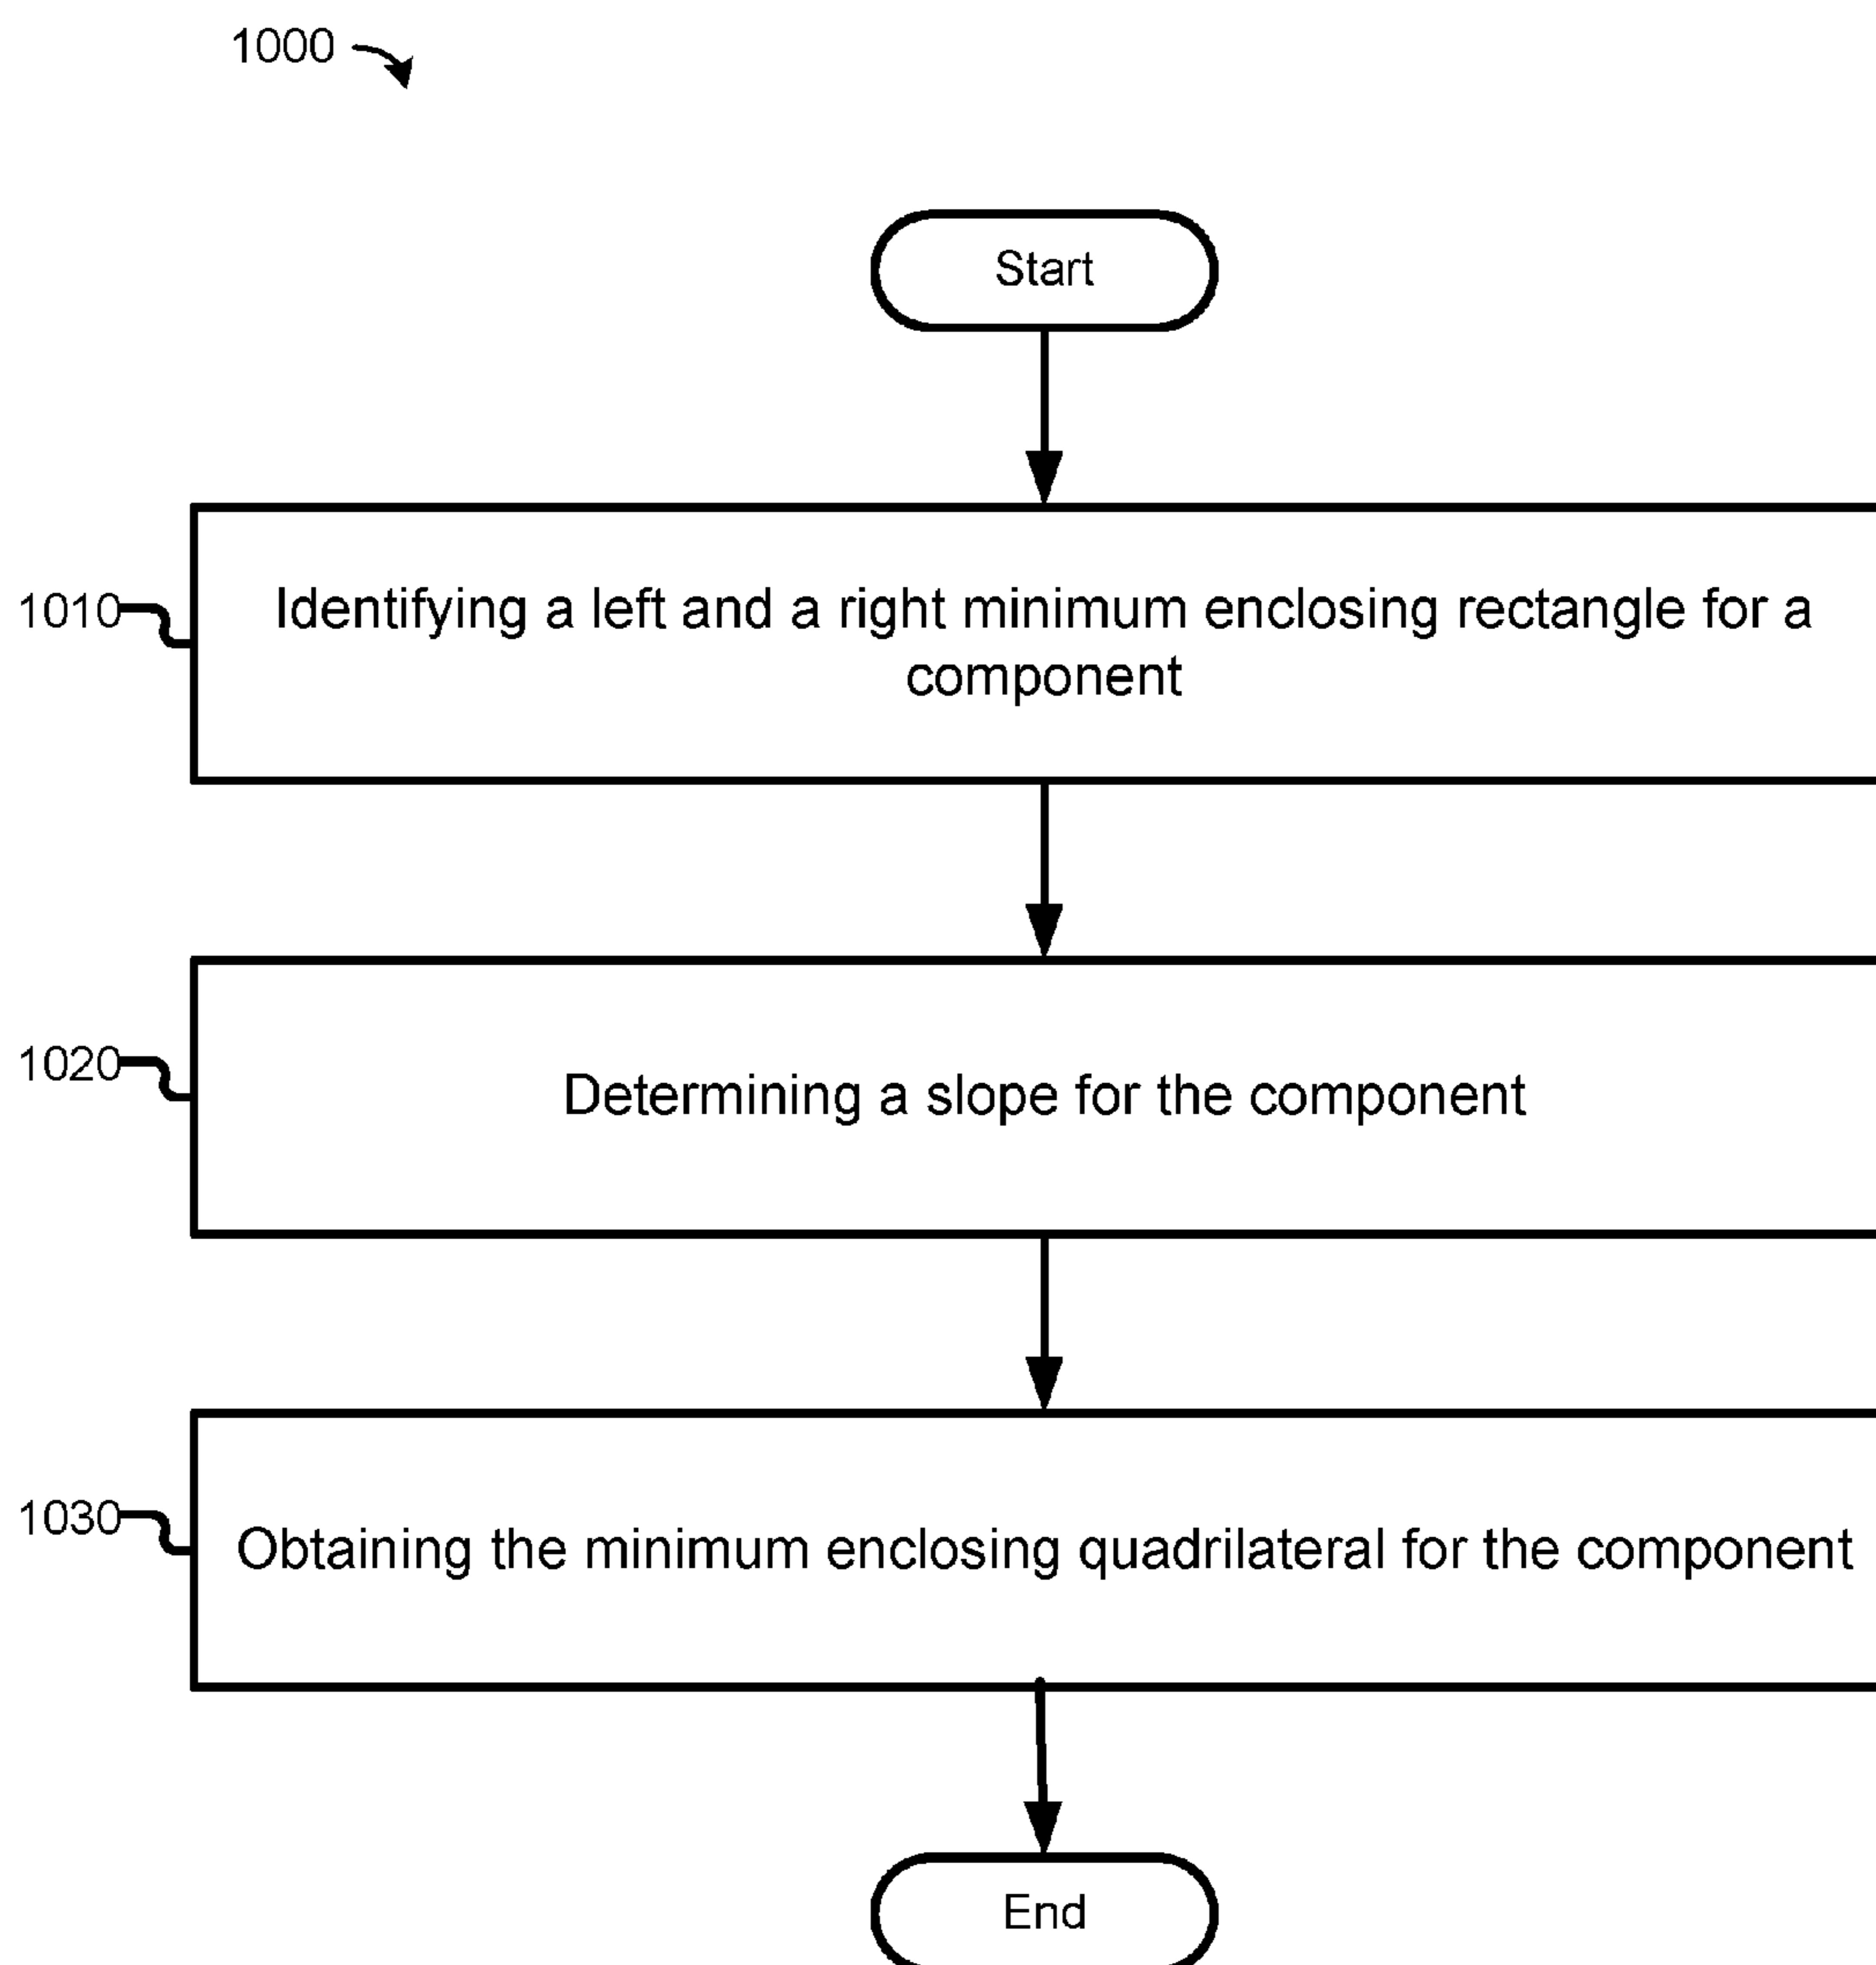 1000
Start
1010
Identifying a left and a right minimum enclosing rectangle for a
component
1020
Determining a slope for the component
1030
Obtaining the minimum enclosing quadrilateral for the component
End